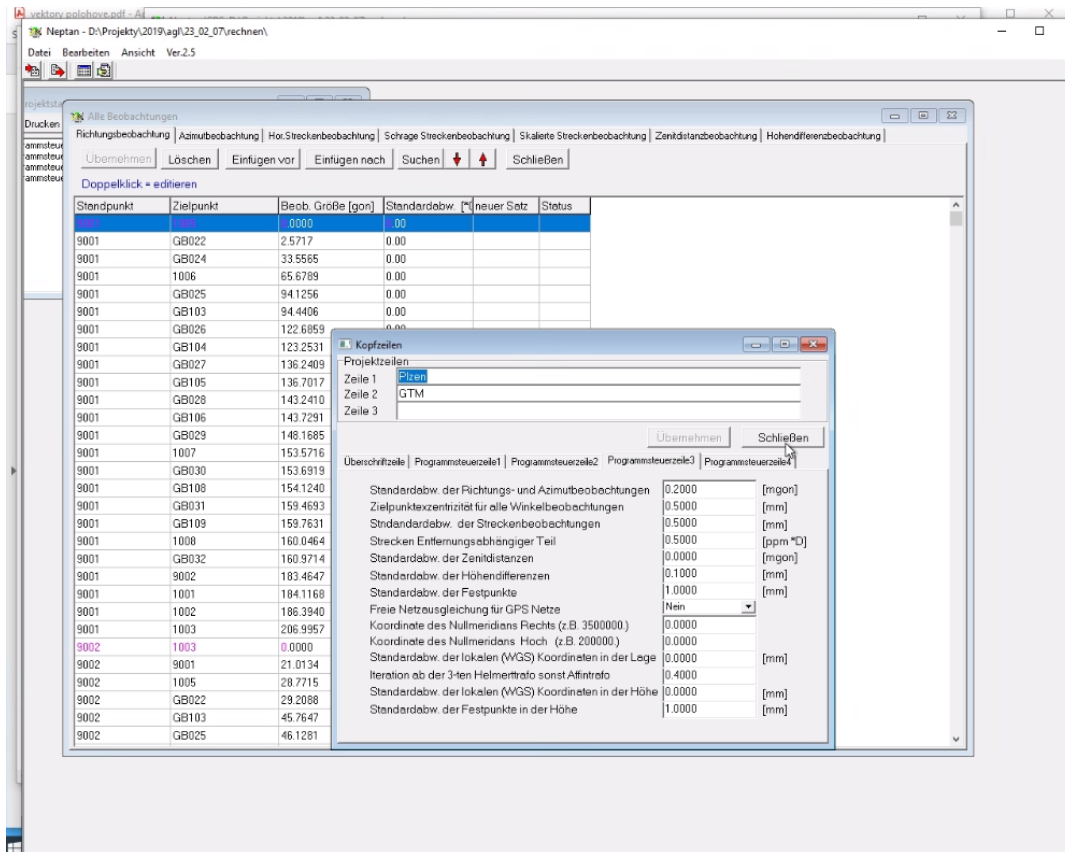 vektory polohove.pdf - A
Neptan - D:\Projekty\2019\agl\23_02_07\rechnen\
Datei Bearbeiten Ansicht Ver.2.5
Drucken
Alle Beobachtungen
Richtungsbeobachtung Azimutbeobachtung Hor.Streckenbeobachtung Schrage Streckenbeobachtung Skalierte Streckenbeobachtung Zenitdistanzbeobachtung Hohendifferenzbeobachtung
Übernehmen Löschen Einfügen vor Einfügen nach Suchen Schließen
Doppelklick = editieren
Standpunkt Zielpunkt Beob. Größe [gon] Standardabw. [*( neuer Satz Status
9001 1005 0.0000 0.00
9001 GB022 2.5717 0.00
9001 GB024 33.5565 0.00
9001 1006 65.6789 0.00
9001 GB025 94.1256 0.00
9001 GB103 94.4406 0.00
9001 GB026 122.6859 0.00
9001 GB104 123.2531
9001 GB027 136.2409
9001 GB105 136.7017
9001 GB028 143.2410
9001 GB106 143.7291
9001 GB029 148.1685
9001 1007 153.5716
9001 GB030 153.6919
9001 GB108 154.1240
9001 GB031 159.4693
9001 GB109 159.7631
9001 1008 160.0464
9001 GB032 160.9714
9001 9002 183.4647
9001 1001 184.1168
9001 1002 186.3940
9001 1003 206.9957
9002 1003 0.0000
9002 9001 21.0134
9002 1005 28.7715
9002 GB022 29.2088
9002 GB103 45.7647
9002 GB025 46.1281
Kopfzeilen
Projektzeilen
Zeile 1 Plzen
Zeile 2 GTM
Zeile 3
Übernehmen Schließen
Überschriftzeile Programmsteuerzeile1 Programmsteuerzeile2 Programmsteuerzeile3 Programmsteuerzeile4
Standardabw. der Richtungs- und Azimutbeobachtungen 0.2000 [mgon]
Zielpunktexzentrizität für alle Winkelbeobachtungen 0.5000 [mm]
Stndandardabw. der Streckenbeobachtungen 0.5000 [mm]
Strecken Entfernungsabhängiger Teil 0.5000 [ppm *D]
Standardabw. der Zenitdistanzen 0.0000 [mgon]
Standardabw. der Höhendifferenzen 0.1000 [mm]
Standardabw. der Festpunkte 1.0000 [mm]
Freie Netzausgleichung für GPS Netze Nein
Koordinate des Nullmeridians Rechts (z.B. 3500000.) 0.0000
Koordinate des Nullmeridians Hoch (z.B. 200000.) 0.0000
Standardabw. der lokalen (WGS) Koordinaten in der Lage 0.0000 [mm]
Iteration ab der 3-ten Helmerttrafo sonst Affintrafo 0.4000
Standardabw. der lokalen (WGS) Koordinaten in der Höhe 0.0000 [mm]
Standardabw. der Festpunkte in der Höhe 1.0000 [mm]